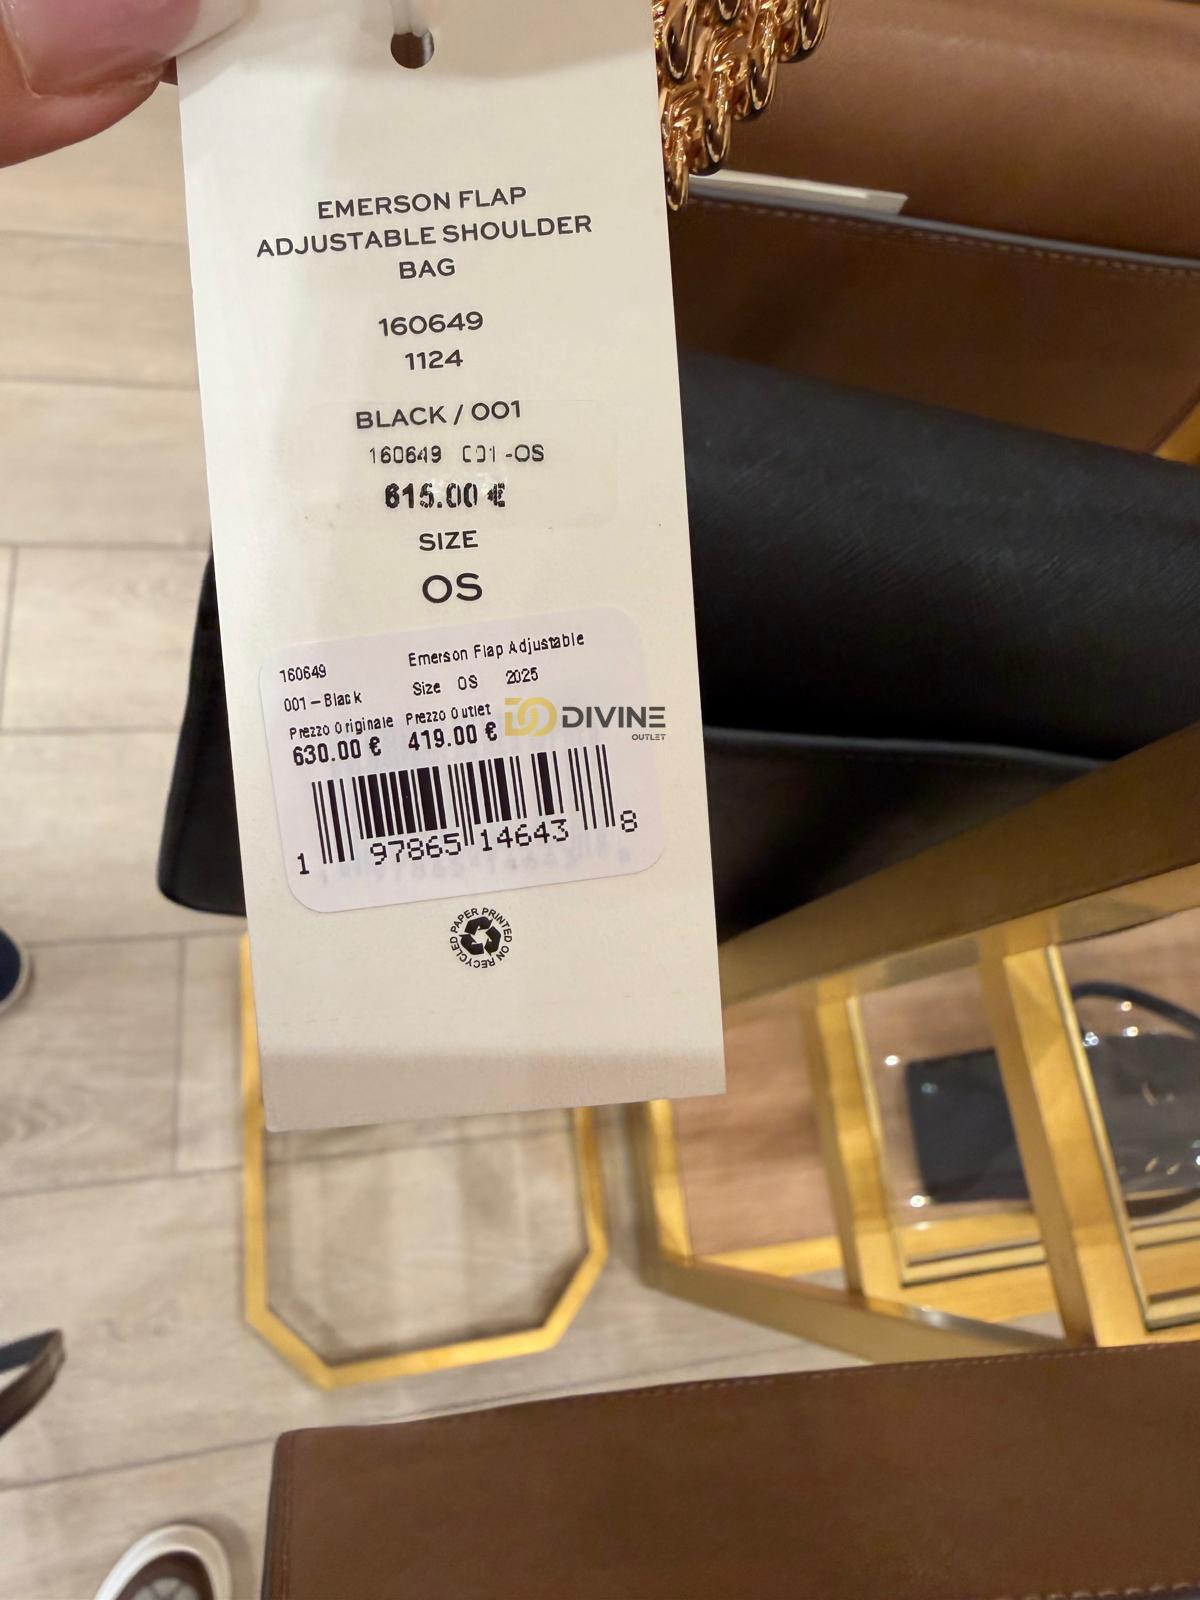 EMERSON FLAP
ADJUSTABLE SHOULDER
BAG
160649
1124
BLACK / 001
160649 001 -OS
615.00 €
SIZE
OS
160649 Emerson Flap Adjustable
001 – Black Size OS 2025
Prezzo Originale Prezzo Outlet
630.00 € 419.00 €
DIVINE
OUTLET
1 97865 14643 8
PAPER PRINTED ON RECYCLED